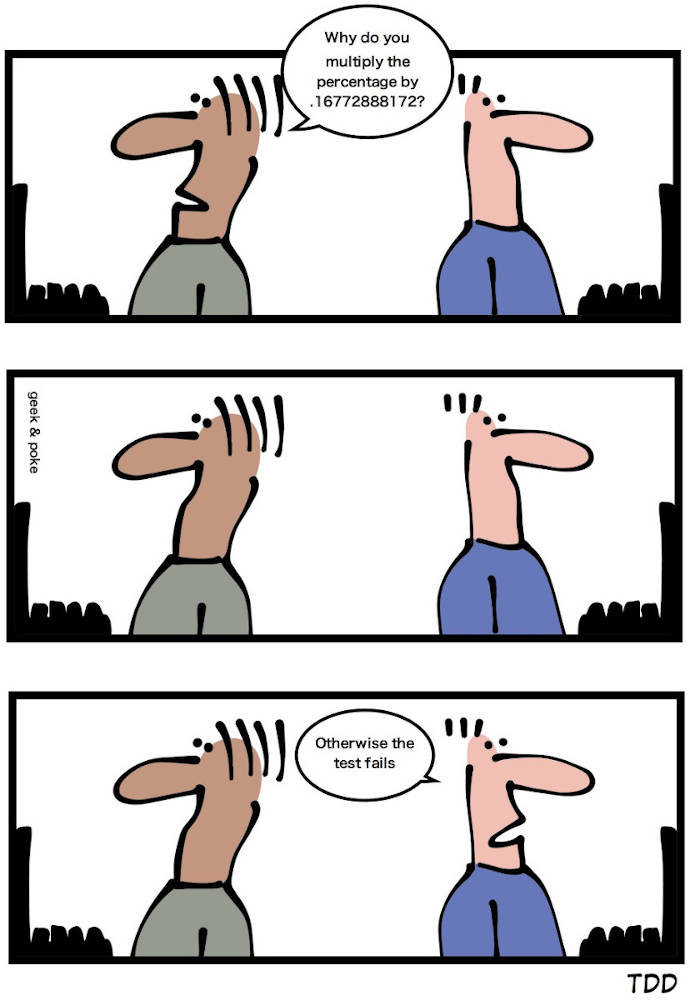 Why do you
multiply the
percentage by
.16772888172?
geek & poke
Otherwise the
test fails
TDD